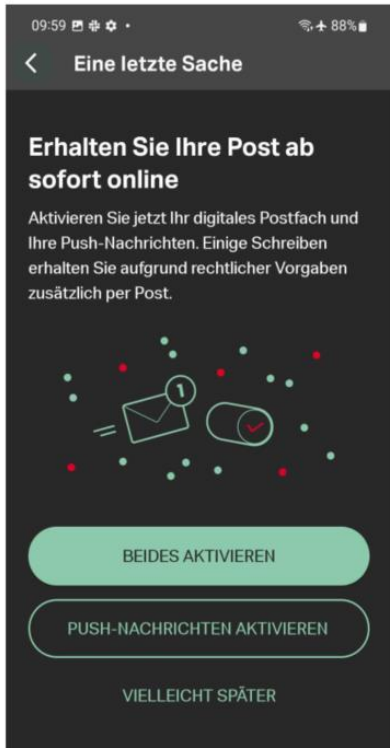 09:59
88%
Eine letzte Sache
Erhalten Sie Ihre Post ab
sofort online
Aktivieren Sie jetzt Ihr digitales Postfach und
Ihre Push-Nachrichten. Einige Schreiben
erhalten Sie aufgrund rechtlicher Vorgaben
zusätzlich per Post.
1
BEIDES AKTIVIEREN
PUSH-NACHRICHTEN AKTIVIEREN
VIELLEICHT SPÄTER